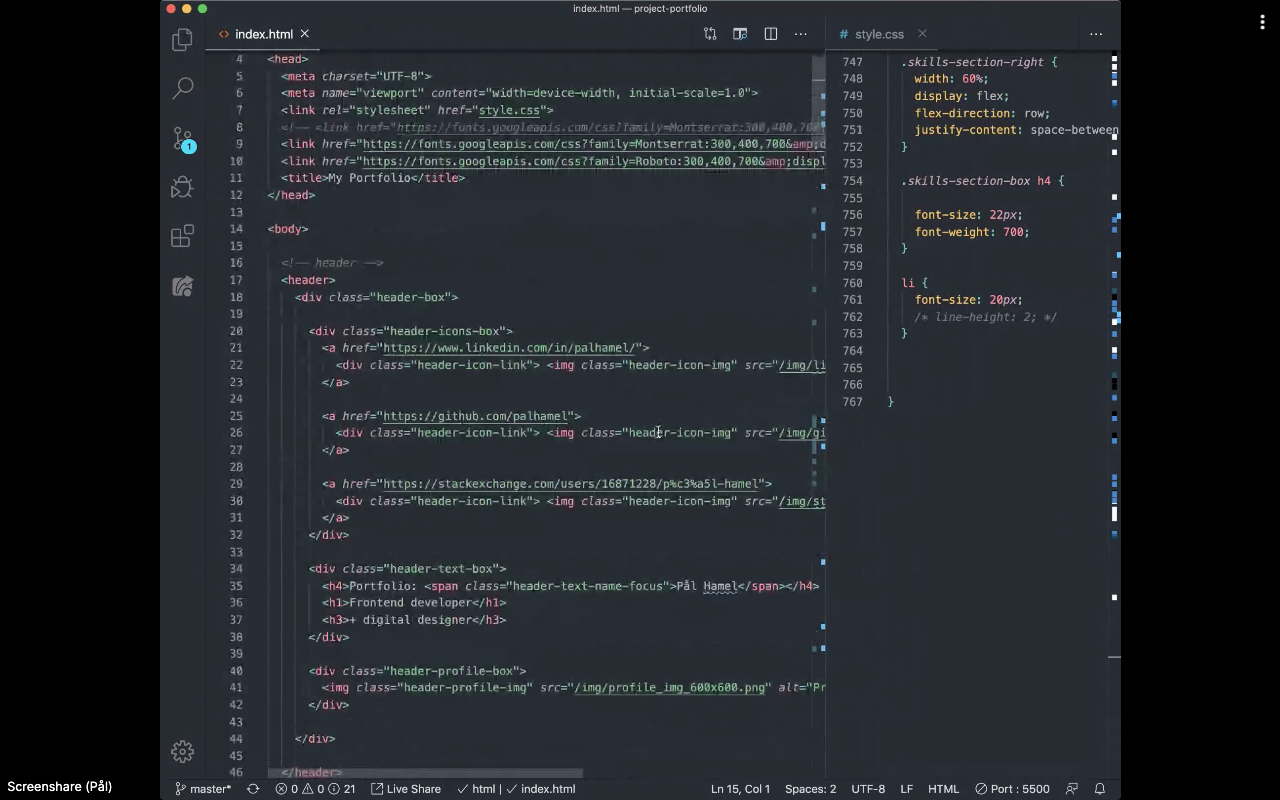 index.html — project-portfolio
index.html
style.css
4 <head>
5 <meta charset="UTF-8">
6 <meta name="viewport" content="width=device-width, initial-scale=1.0">
7 <link rel="stylesheet" href="style.css">
8 <!-- <link href="https://fonts.googleapis.com/css?family=Montserrat:300,400,700
9 <link href="https://fonts.googleapis.com/css?family=Montserrat:300,400,700&amp;d
10 <link href="https://fonts.googleapis.com/css?family=Roboto:300,400,700&amp;displ
11 <title>My Portfolio</title>
12 </head>
13
14 <body>
15
16 <!-- header -->
17 <header>
18 <div class="header-box">
19
20 <div class="header-icons-box">
21 <a href="https://www.linkedin.com/in/palhamel/">
22 <div class="header-icon-link"> <img class="header-icon-img" src="/img/li
23 </a>
24
25 <a href="https://github.com/palhamel">
26 <div class="header-icon-link"> <img class="header-icon-img" src="/img/gi
27 </a>
28
29 <a href="https://stackexchange.com/users/16871228/p%c3%a5l-hamel">
30 <div class="header-icon-link"> <img class="header-icon-img" src="/img/st
31 </a>
32 </div>
33
34 <div class="header-text-box">
35 <h4>Portfolio: <span class="header-text-name-focus">Pål Hamel</span></h4>
36 <h1>Frontend developer</h1>
37 <h3>+ digital designer</h3>
38 </div>
39
40 <div class="header-profile-box">
41 <img class="header-profile-img" src="/img/profile_img_600x600.png" alt="Pr
42 </div>
43
44 </div>
45
46 </header>
747 .skills-section-right {
748 width: 60%;
749 display: flex;
750 flex-direction: row;
751 justify-content: space-between
752 }
753
754 .skills-section-box h4 {
755
756 font-size: 22px;
757 font-weight: 700;
758 }
759
760 li {
761 font-size: 20px;
762 /* line-height: 2; */
763 }
764
765
766
767 }
1
Screenshare (Pål)
master* 0 0 21 Live Share html | index.html Ln 15, Col 1 Spaces: 2 UTF-8 LF HTML Port : 5500